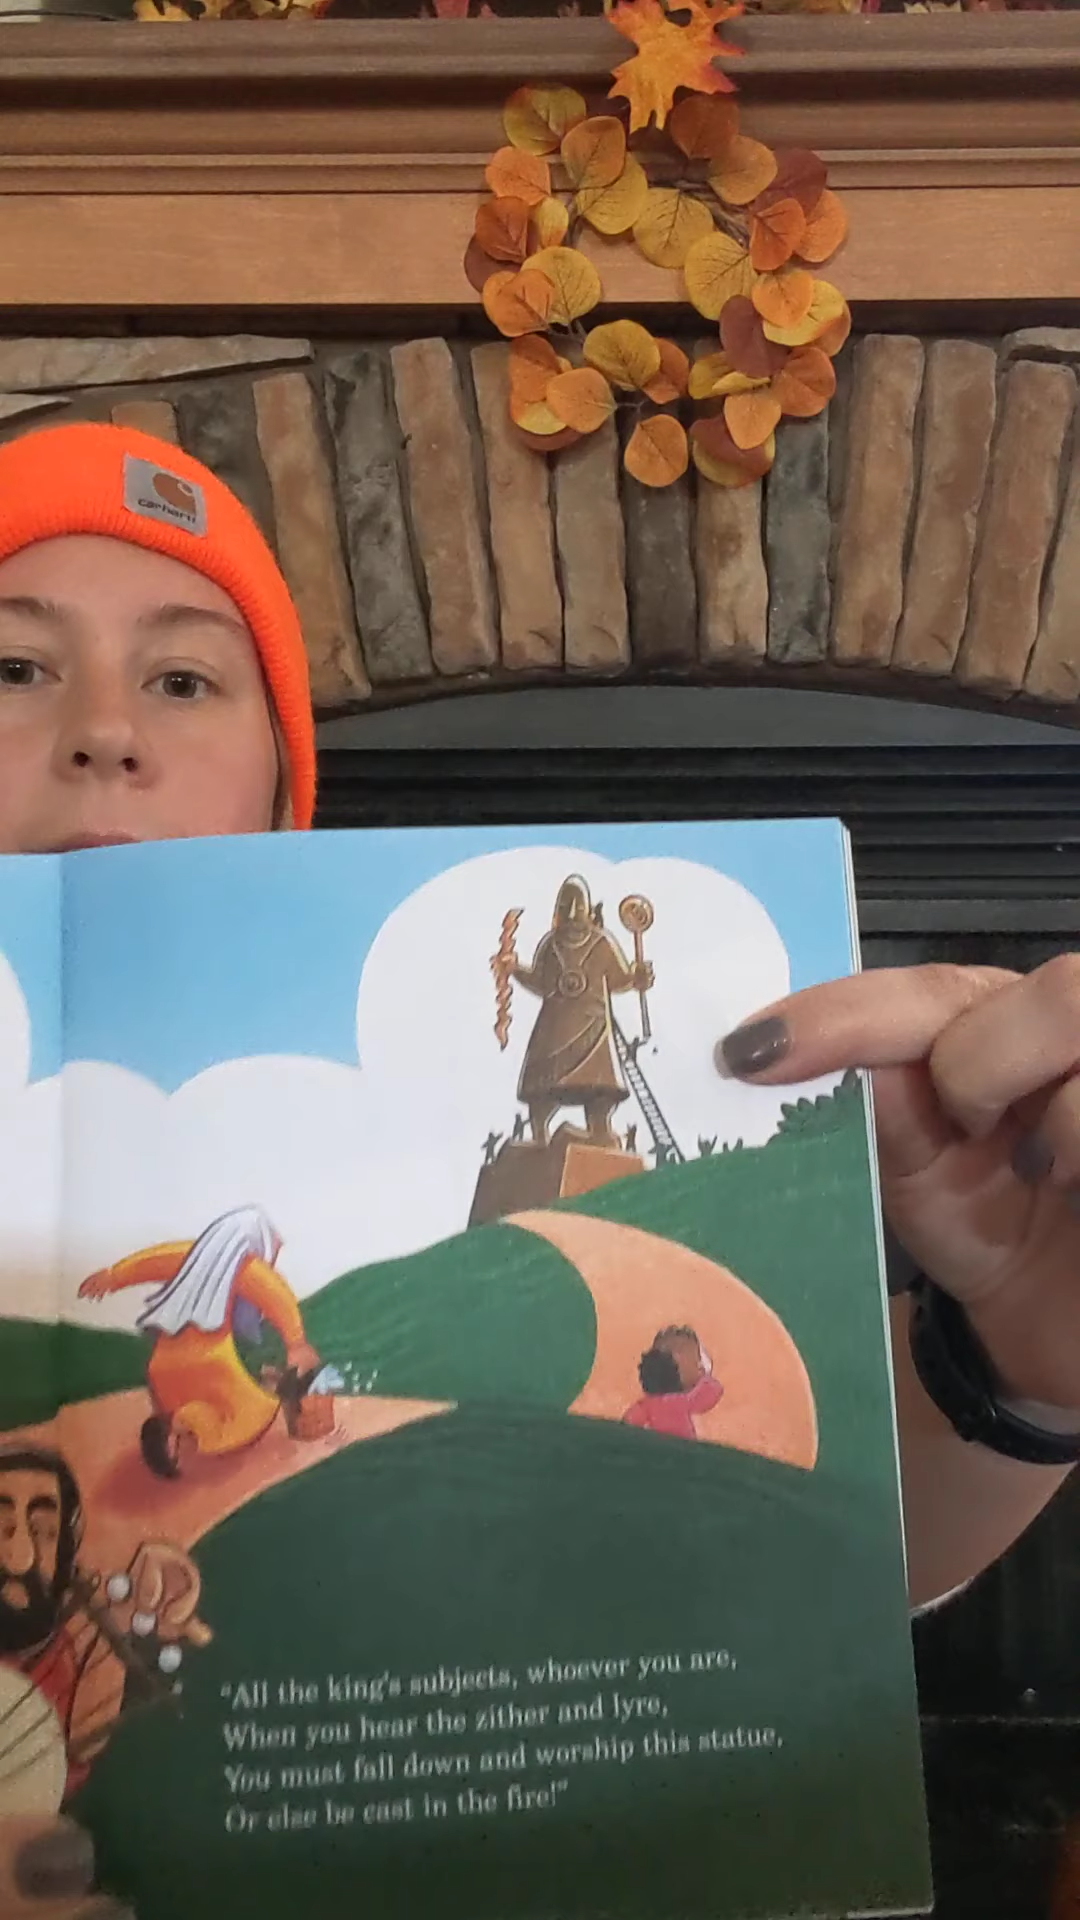 carhartt
"All the king's subjects, whoever you are,
When you hear the zither and lyre,
You must fall down and worship this statue,
Or else be cast in the fire!"